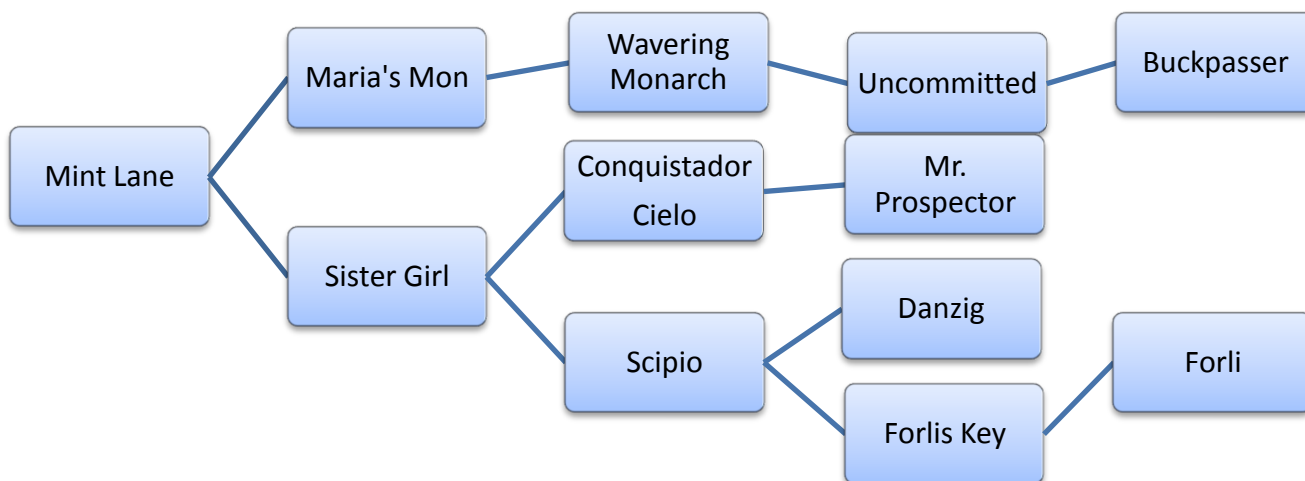 Mint Lane
Maria's Mon
Sister Girl
Wavering
Monarch
Conquistador
Cielo
Scipio
Uncommitted
Mr.
Prospector
Danzig
Forlis Key
Buckpasser
Forli